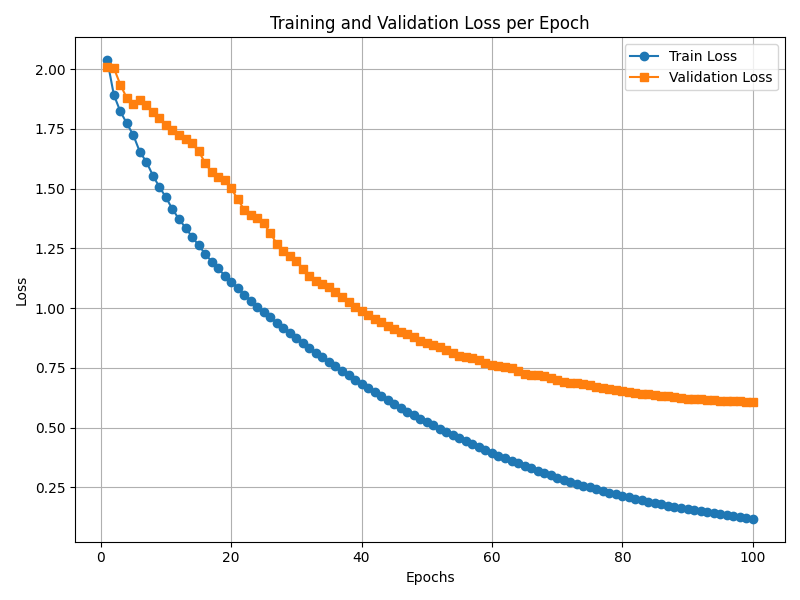 Training and Validation Loss per Epoch
Train Loss
Validation Loss
2.00
1.75
1.50
1.25
1.00
0.75
0.50
0.25
Loss
0 20 40 60 80 100
Epochs